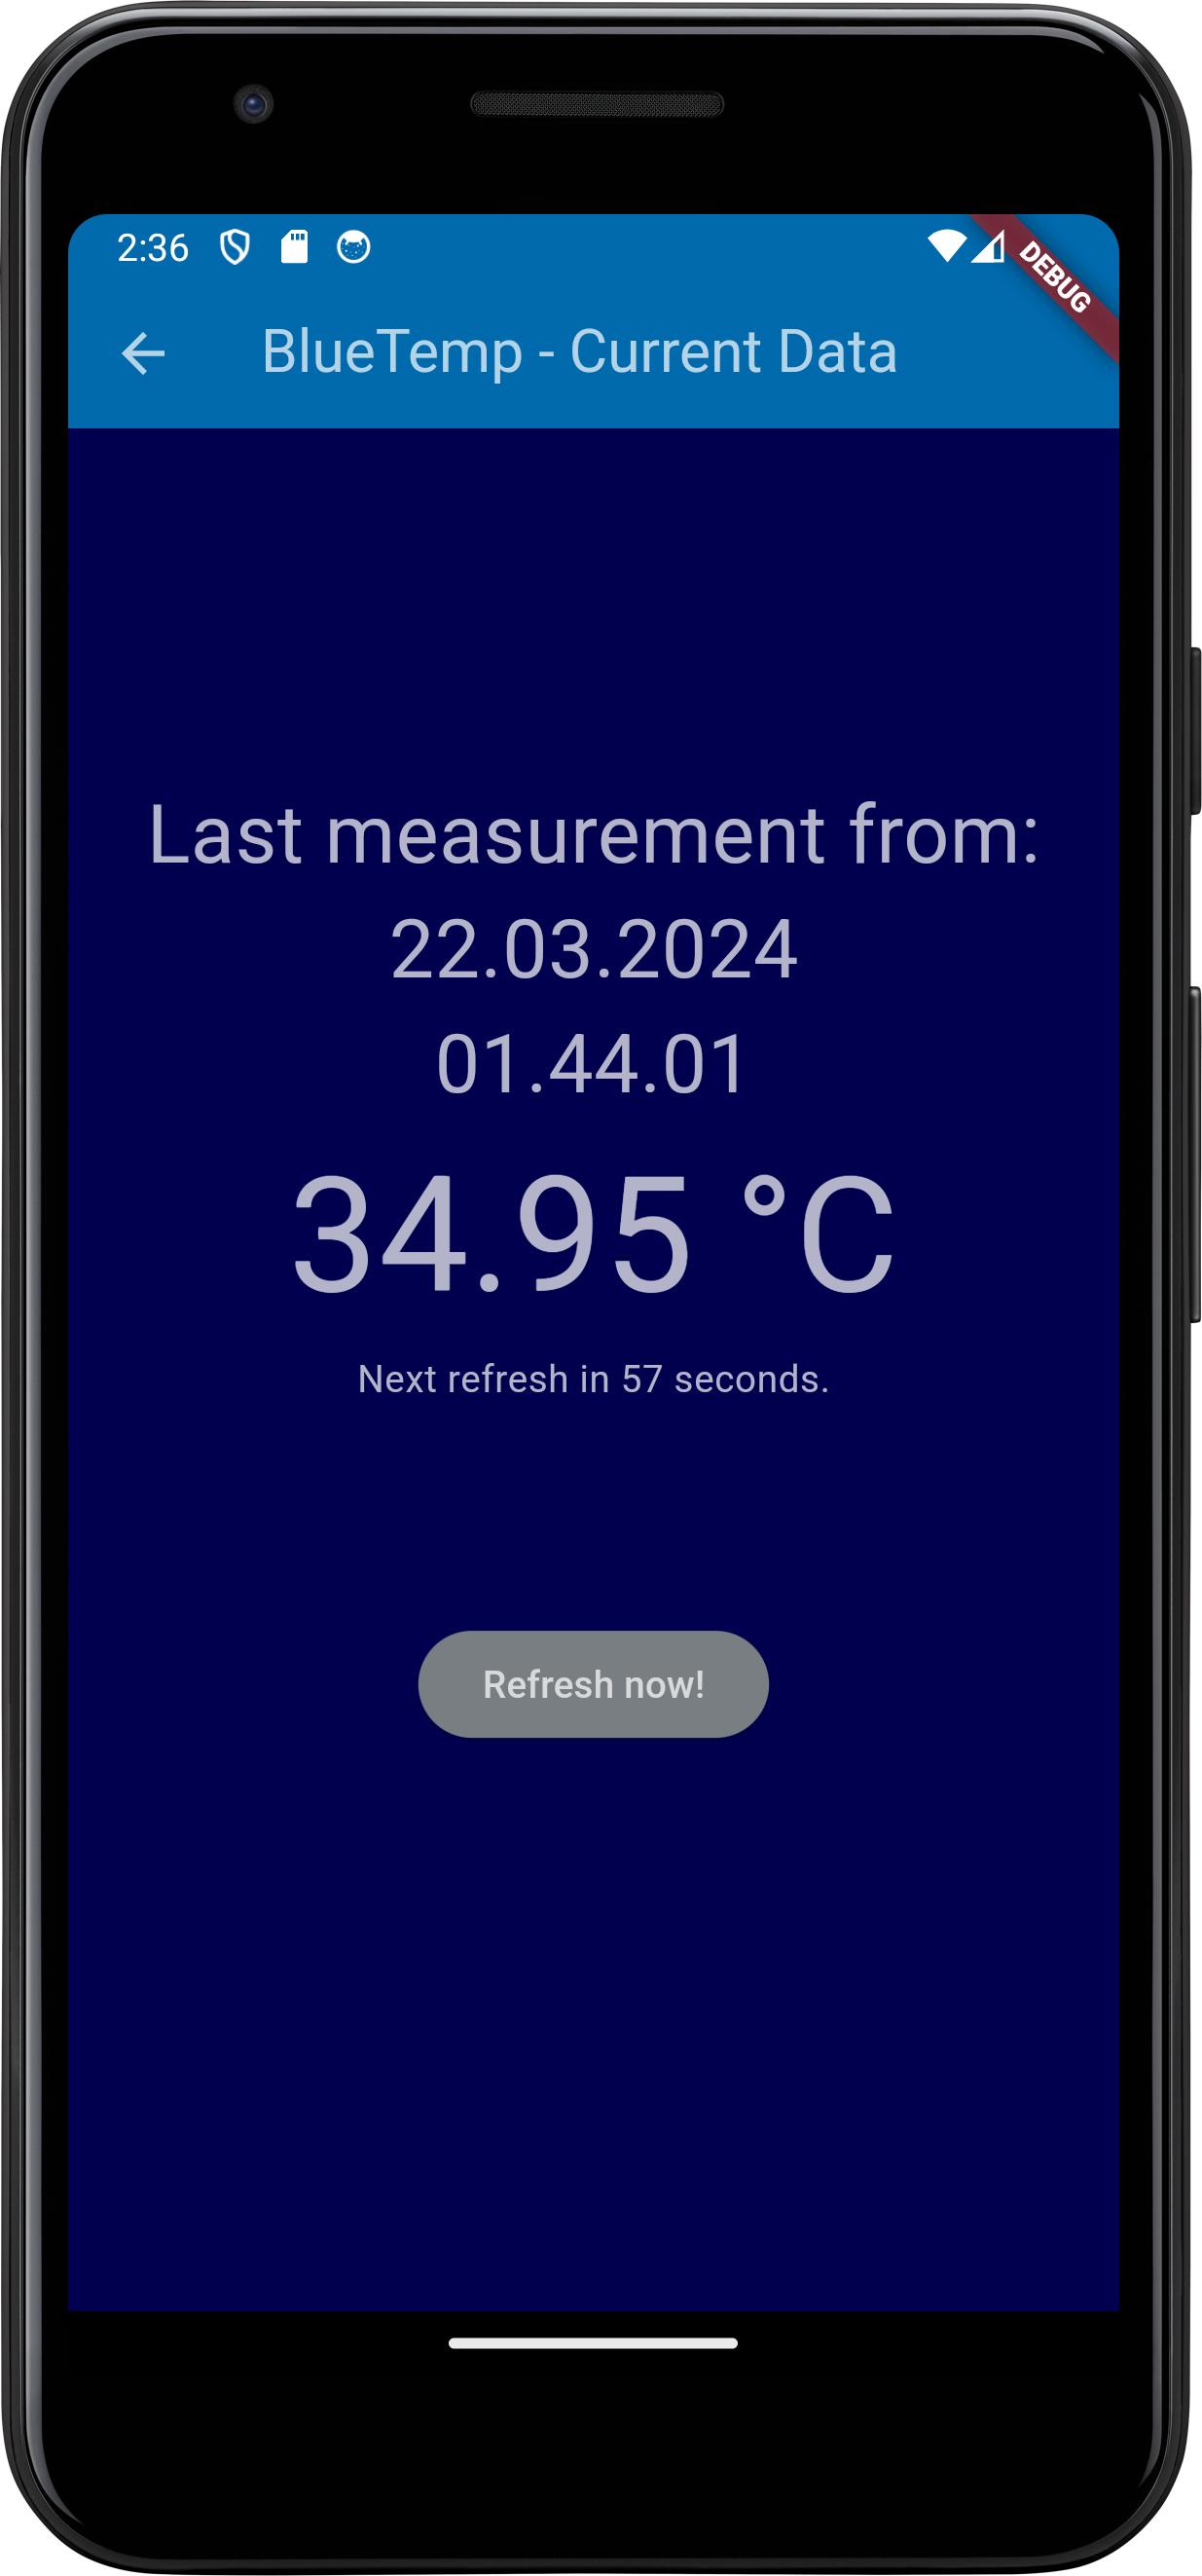 2:36
DEBUG
BlueTemp - Current Data
Last measurement from:
22.03.2024
01.44.01
34.95 °C
Next refresh in 57 seconds.
Refresh now!